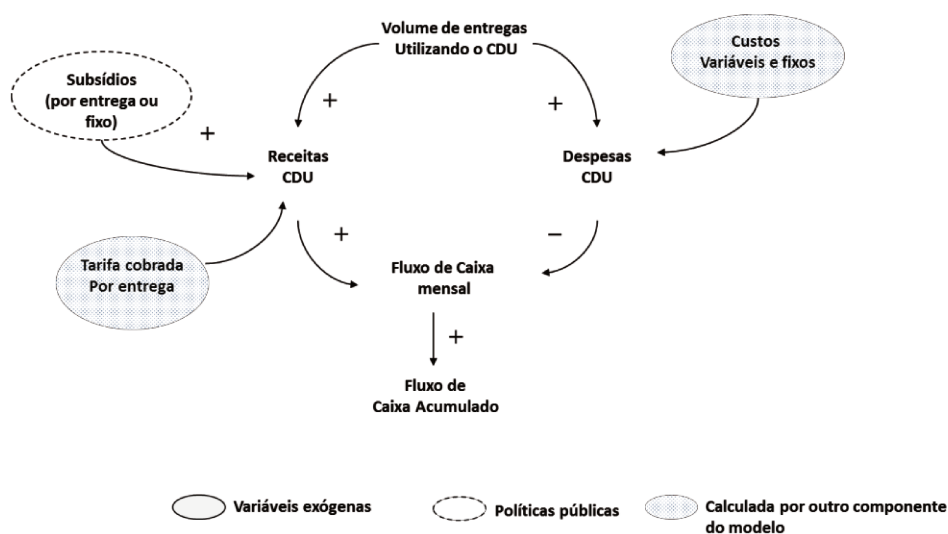 Volume de entregas
Utilizando o CDU
Custos
Variáveis e fixos
Subsídios
(por entrega ou
fixo)
+
+
+
Receitas
CDU
Despesas
CDU
Tarifa cobrada
Por entrega
+
−
Fluxo de Caixa
mensal
+
Fluxo de
Caixa Acumulado
Variáveis exógenas
Políticas públicas
Calculada por outro componente
do modelo